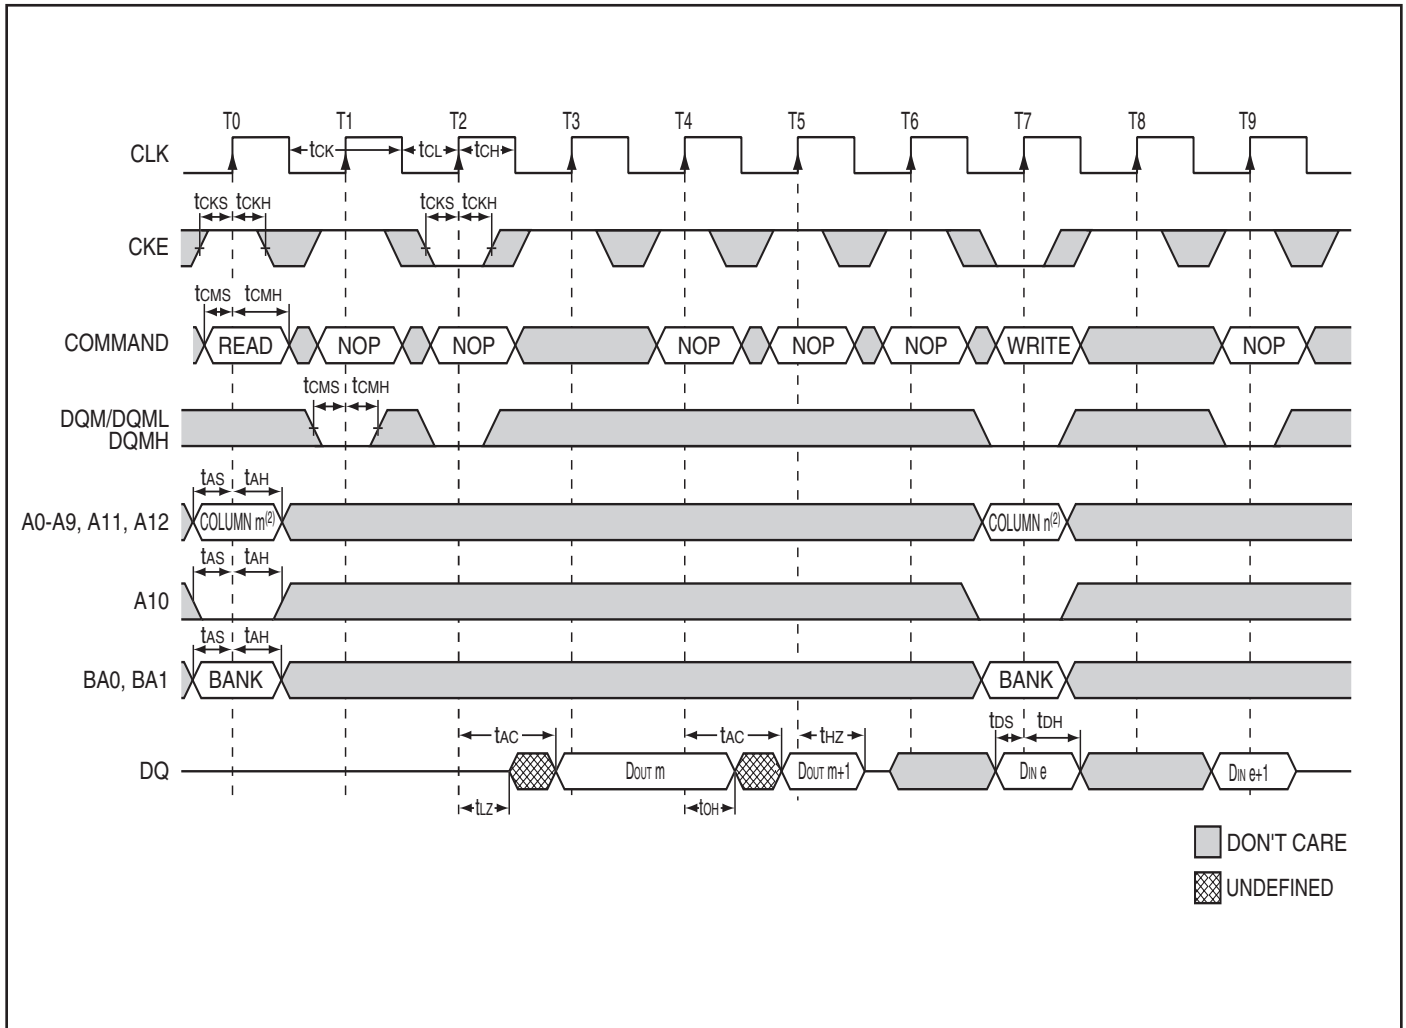 T0 T1 T2 T3 T4 T5 T6 T7 T8 T9
CLK tCK tCL tCH
tCKS tCKH tCKS tCKH
CKE
tCMS tCMH
COMMAND READ NOP NOP NOP NOP NOP WRITE NOP
tCMS tCMH
DQM/DQML
DQMH
tAS tAH
A0-A9, A11, A12 COLUMN m(2) COLUMN n(2)
tAS tAH
A10
tAS tAH
BA0, BA1 BANK BANK
tAC tAC tHZ tDS tDH
DQ DOUT m DOUT m+1 DIN e DIN e+1
tLZ tOH
DON'T CARE
UNDEFINED